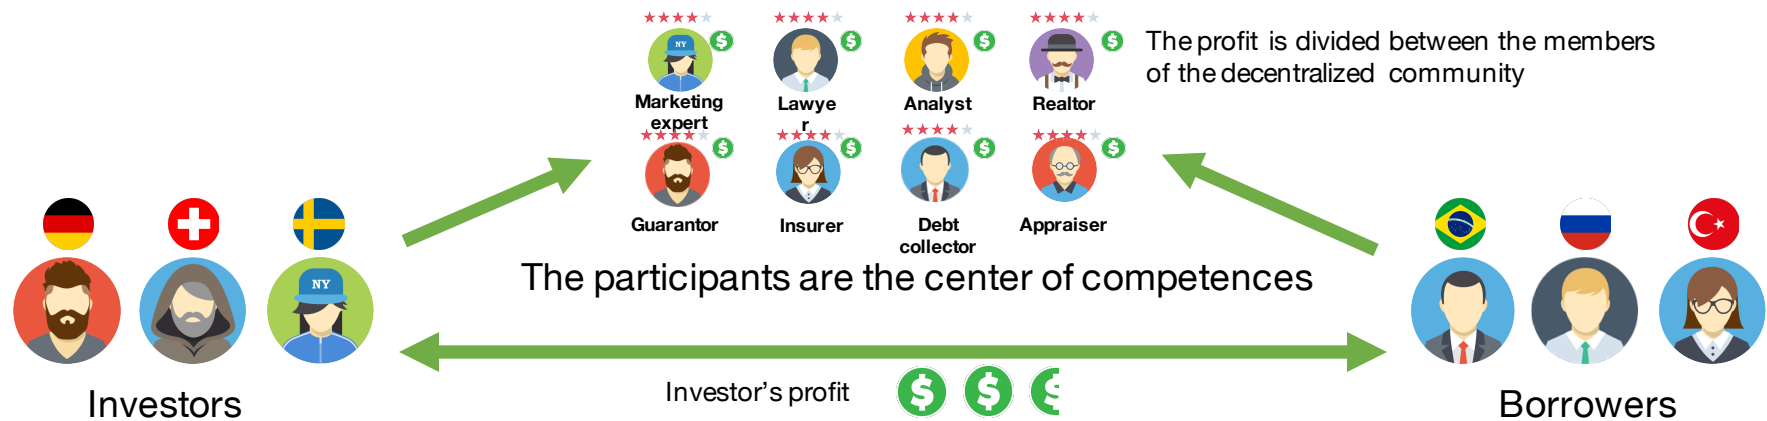 The profit is divided between the members
of the decentralized community
NY
Marketing
expert
Lawye
r
Analyst
Realtor
Guarantor
Insurer
Debt
collector
Appraiser
The participants are the center of competences
NY
Investor's profit
Investors
Borrowers